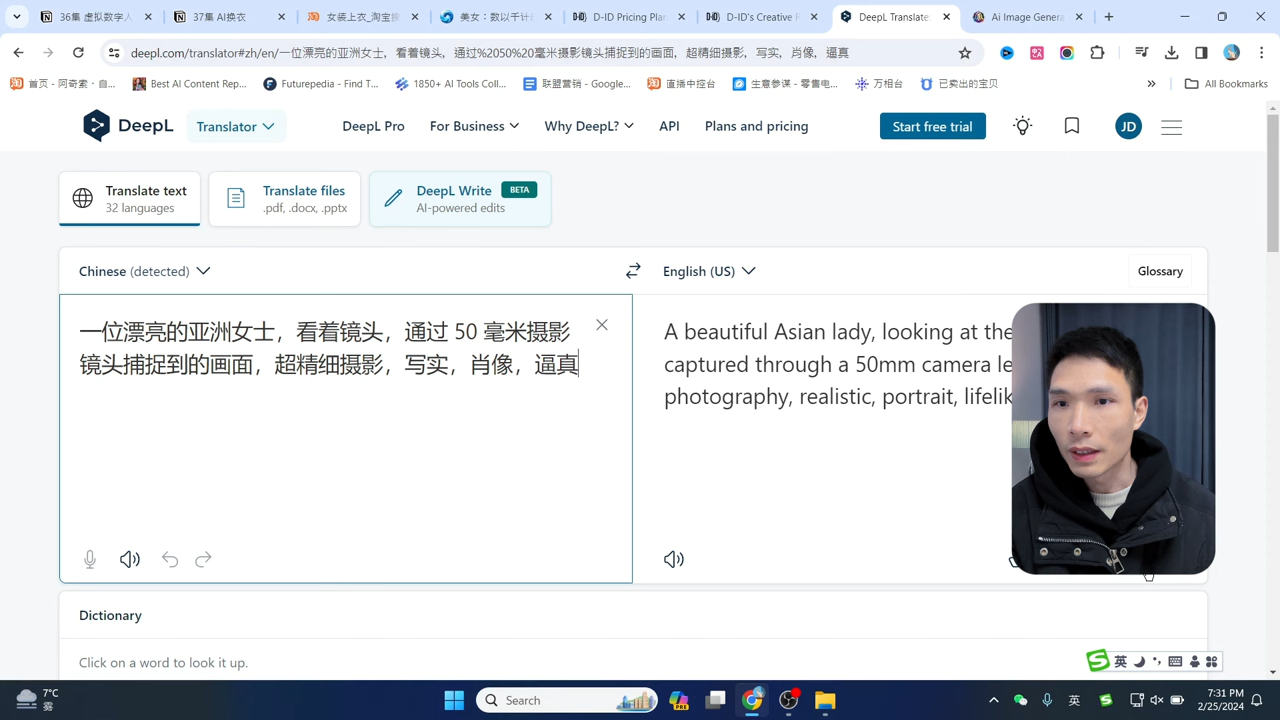 36集 虚拟数字人
37集 AI换衣
女装上衣_淘宝搜
美女：数以千计
D-ID Pricing Plan
D-ID's Creative R
DeepL Translate:
Ai Image Genera
deepl.com/translator#zh/en/一位漂亮的亚洲女士，看着镜头，通过%2050%20毫米摄影镜头捕捉到的画面，超精细摄影，写实，肖像，逼真
首页 - 阿奇索 · 自...
Best AI Content Rep...
Futurepedia - Find T...
1850+ AI Tools Coll...
联盟营销 - Google...
直播中控台
生意参谋 - 零售电...
万相台
已卖出的宝贝
All Bookmarks
DeepL
Translator
DeepL Pro
For Business
Why DeepL?
API
Plans and pricing
Start free trial
JD
Translate text
32 languages
Translate files
.pdf, .docx, .pptx
DeepL Write BETA
AI-powered edits
Chinese (detected)
English (US)
Glossary
一位漂亮的亚洲女士，看着镜头，通过 50 毫米摄影
镜头捕捉到的画面，超精细摄影，写实，肖像，逼真
A beautiful Asian lady, looking at the
captured through a 50mm camera le
photography, realistic, portrait, lifelik
Dictionary
Click on a word to look it up.
英
7°C
雾
Search
英
7:31 PM
2/25/2024